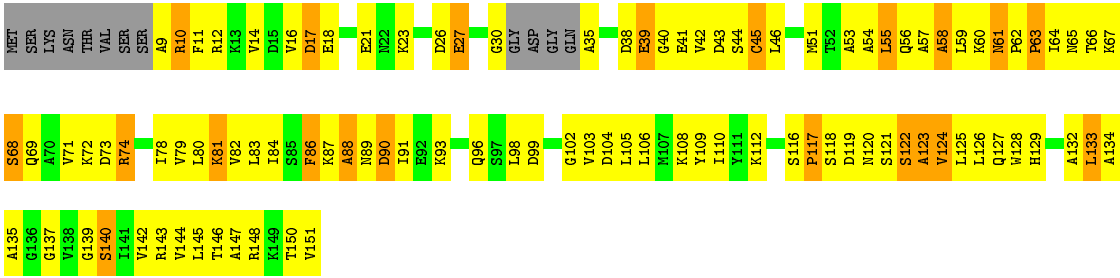 MET SER LYS ASN THR VAL SER SER A9 R10 F11 R12 K13 V14 D15 V16 D17 E18 E21 N22 K23 D26 E27 G30 GLY ASP GLY GLN A35 D38 E39 G40 E41 V42 D43 S44 C45 L46 M51 T52 A53 A54 L55 Q56 A57 A58 L59 K60 N61 P62 P63 I64 N65 T66 K67
S68 Q69 A70 V71 K72 D73 R74 I78 V79 L80 K81 V82 L83 I84 S85 F86 K87 A88 N89 D90 I91 E92 K93 Q96 S97 L98 D99 G102 V103 D104 L105 L106 M107 K108 Y109 I110 Y111 K112 S116 P117 S118 D119 N120 S121 S122 A123 V124 L125 L126 Q127 W128 H129 A132 L133 A134
A135 G136 G137 V138 G139 S140 I141 V142 R143 V144 L145 T146 A147 R148 K149 T150 V151